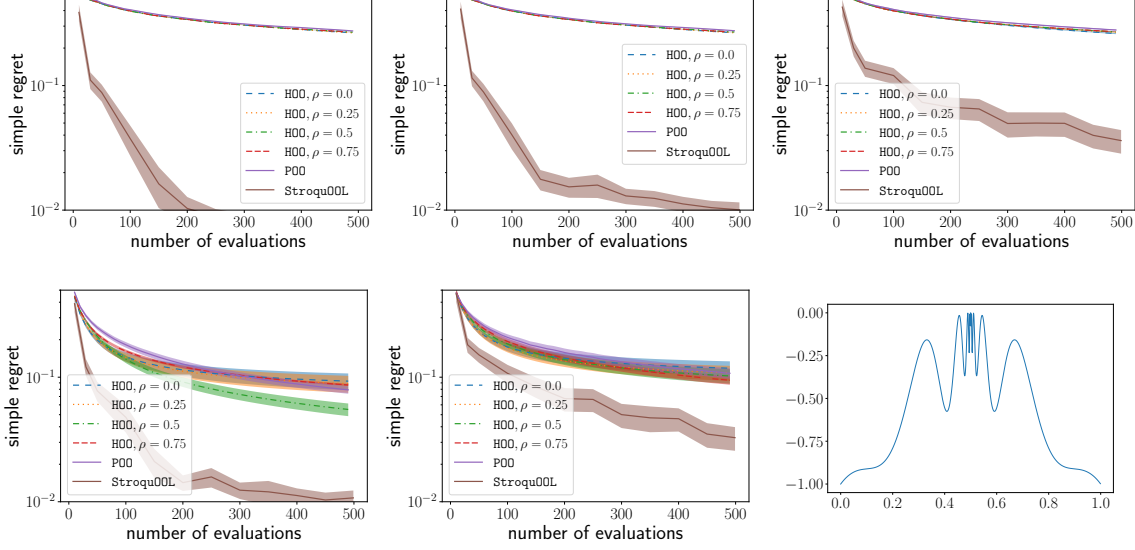 simple regret
10⁻¹
10⁻²
HOO, ρ = 0.0
HOO, ρ = 0.25
HOO, ρ = 0.5
HOO, ρ = 0.75
POO
StroquOOL
0 100 200 300 400 500
number of evaluations
simple regret
10⁻¹
10⁻²
HOO, ρ = 0.0
HOO, ρ = 0.25
HOO, ρ = 0.5
HOO, ρ = 0.75
POO
StroquOOL
0 100 200 300 400 500
number of evaluations
simple regret
10⁻¹
10⁻²
HOO, ρ = 0.0
HOO, ρ = 0.25
HOO, ρ = 0.5
HOO, ρ = 0.75
POO
StroquOOL
0 100 200 300 400 500
number of evaluations
simple regret
10⁻¹
10⁻²
HOO, ρ = 0.0
HOO, ρ = 0.25
HOO, ρ = 0.5
HOO, ρ = 0.75
POO
StroquOOL
0 100 200 300 400 500
number of evaluations
simple regret
10⁻¹
10⁻²
HOO, ρ = 0.0
HOO, ρ = 0.25
HOO, ρ = 0.5
HOO, ρ = 0.75
POO
StroquOOL
0 100 200 300 400 500
number of evaluations
0.00
−0.25
−0.50
−0.75
−1.00
0.0 0.2 0.4 0.6 0.8 1.0